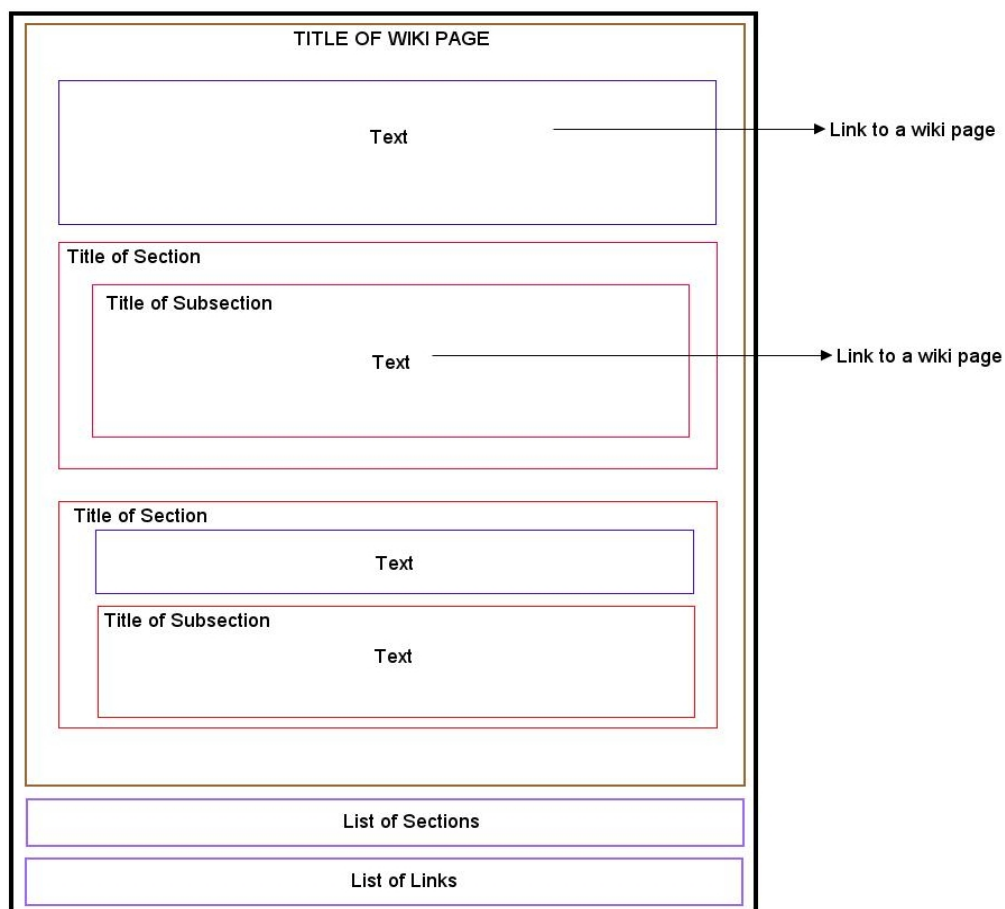 TITLE OF WIKI PAGE
Text
Link to a wiki page
Title of Section
Title of Subsection
Text
Link to a wiki page
Title of Section
Text
Title of Subsection
Text
List of Sections
List of Links